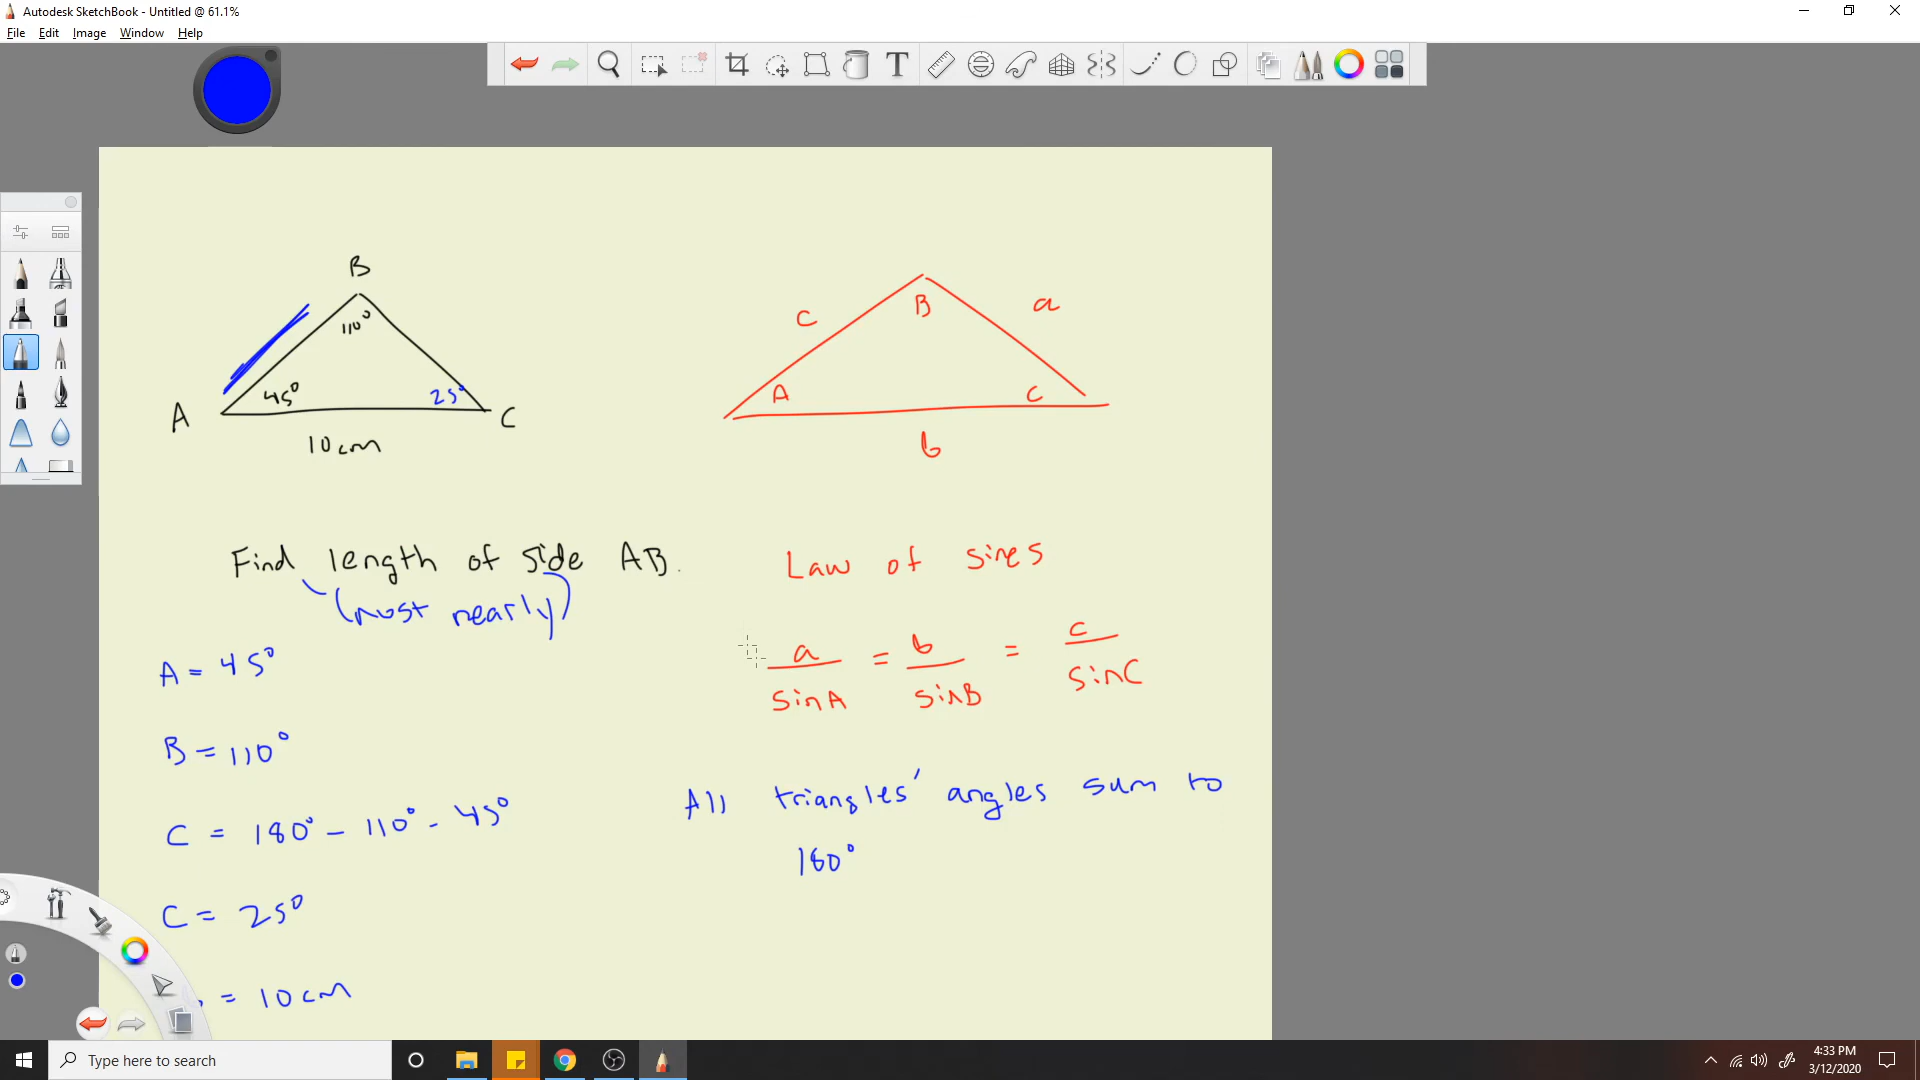 Autodesk SketchBook - Untitled @ 61.1%
File Edit Image Window Help
T
B
110°
45°
25°
A
C
10cm
B
c
a
A
C
b
Find length of side AB.
(most nearly)
Law of sines
a = b = c
sinA sinB sinC
A = 45°
B = 110°
C = 180° - 110° - 45°
C = 25°
= 10cm
All triangles' angles sum to
180°
Type here to search
4:33 PM
3/12/2020